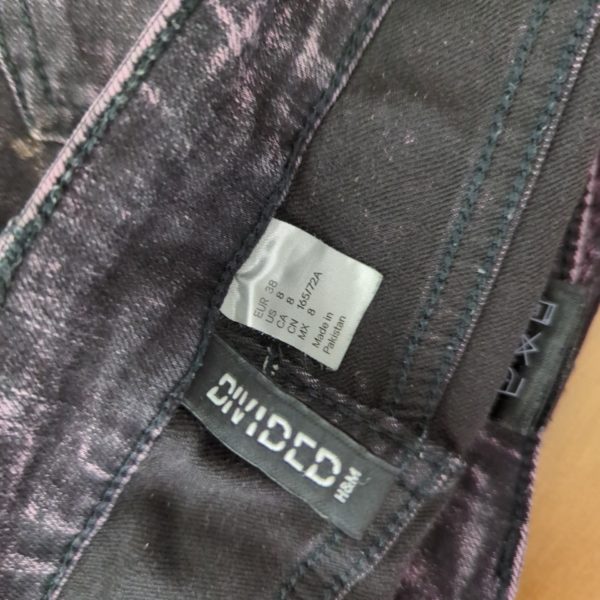 EUR 38
US 8
CA 8
CN 165/72A
MX 8
Made in
Pakistan
DIVIDED
H&M